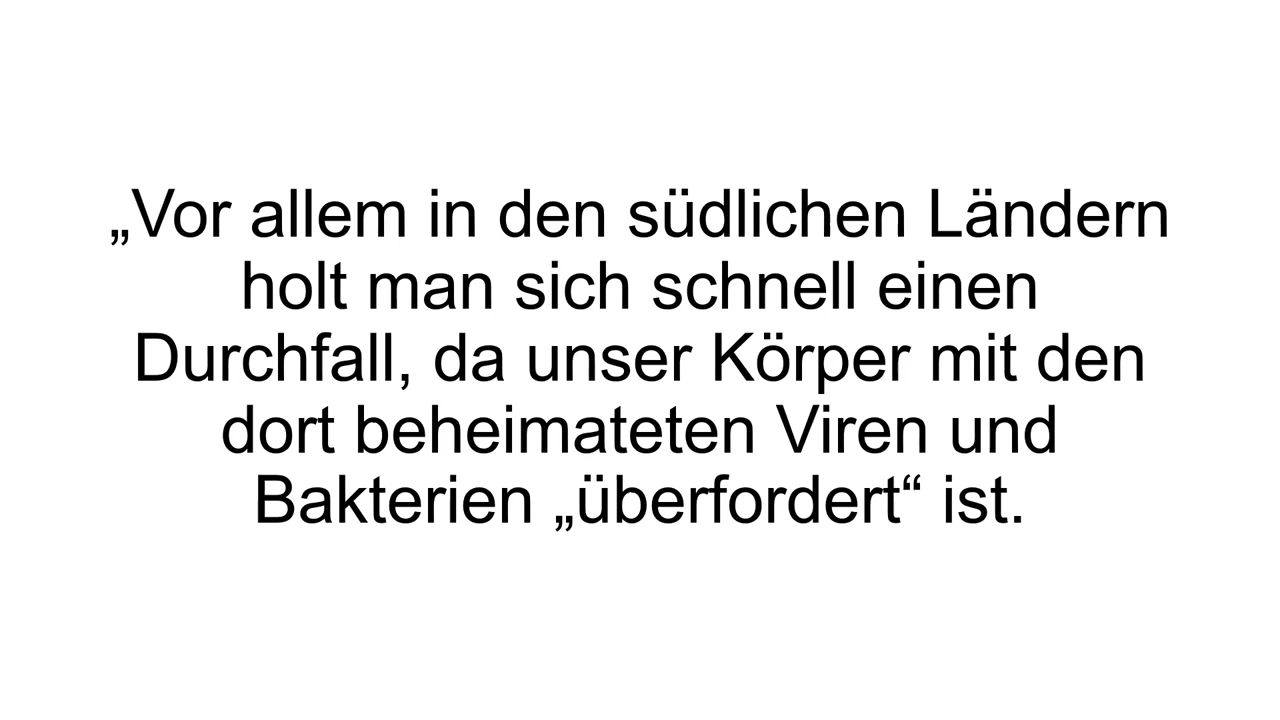 „Vor allem in den südlichen Ländern
holt man sich schnell einen
Durchfall, da unser Körper mit den
dort beheimateten Viren und
Bakterien „überfordert“ ist.